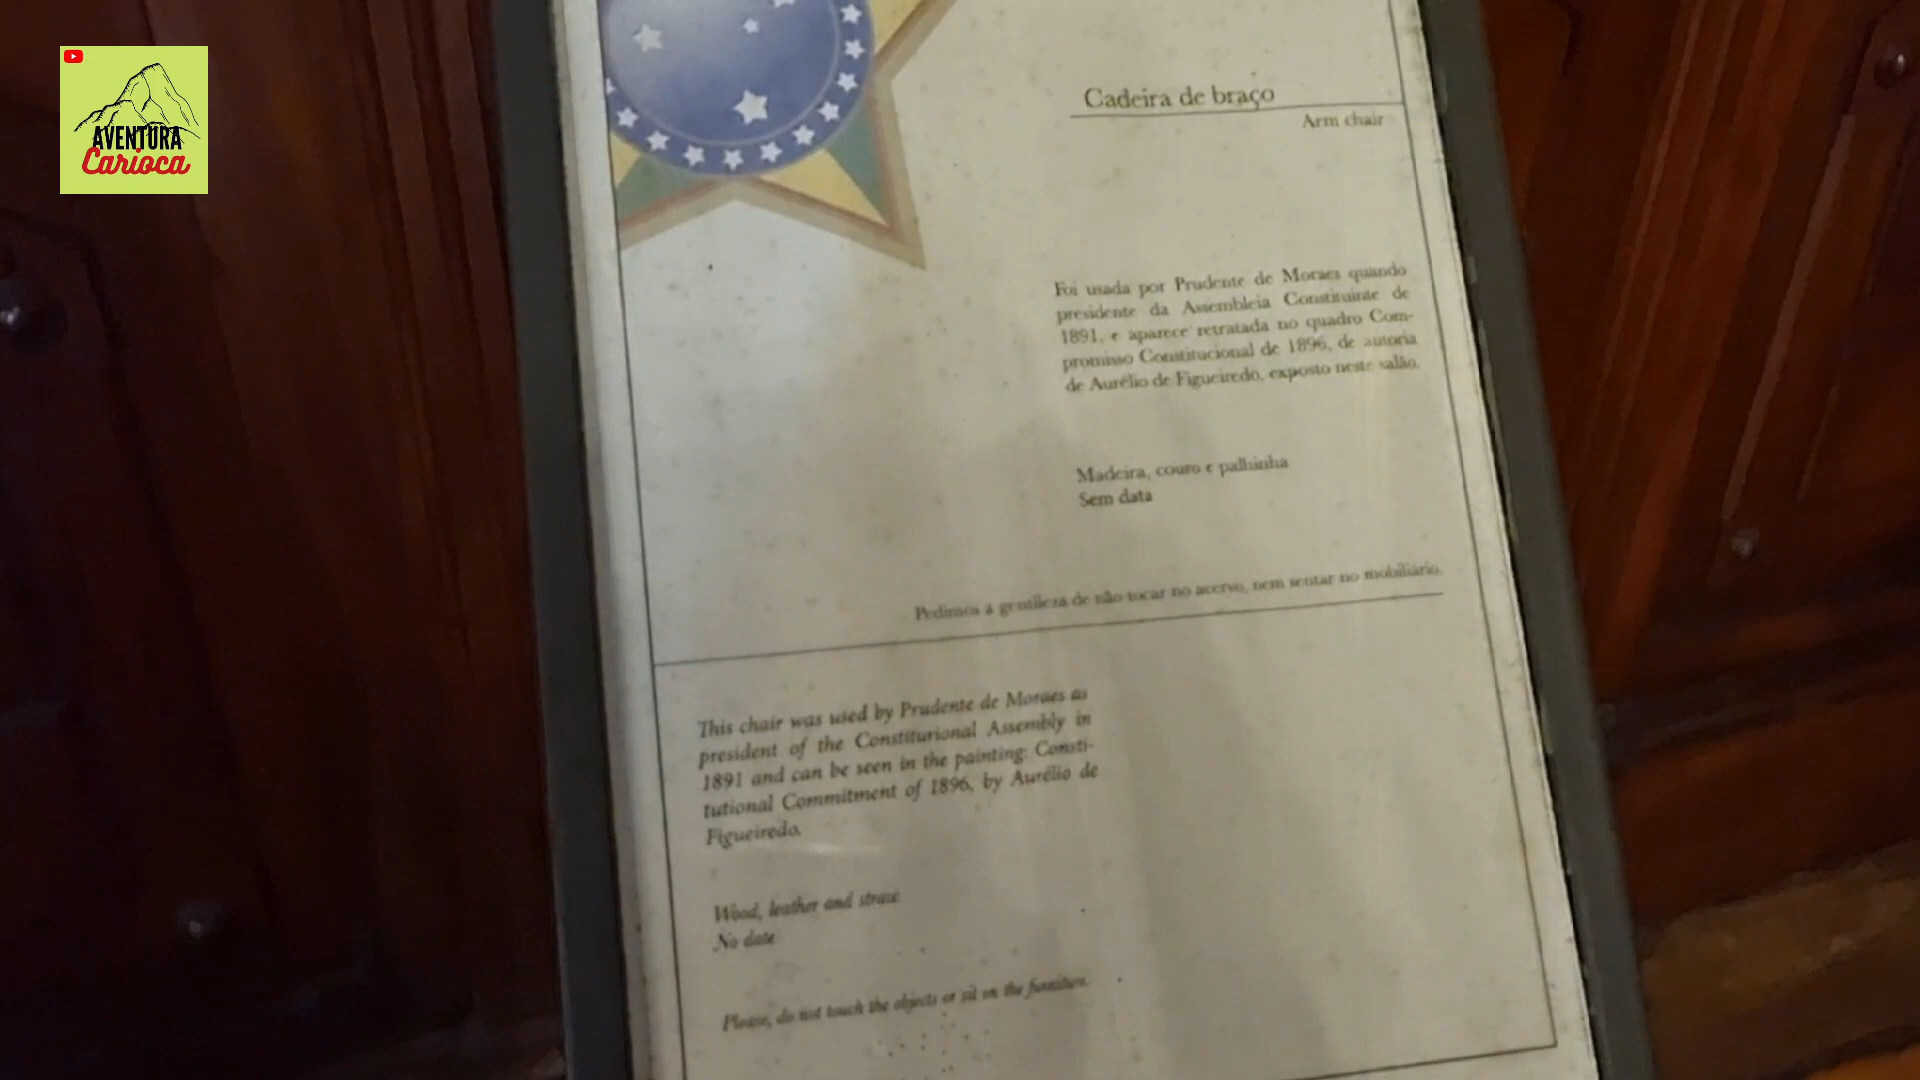 AVENTURA
Carioca
Cadeira de braço
Arm chair
Foi usada por Prudente de Moraes quando
presidente da Assembleia Constituinte de
1891, e aparece retratada no quadro Com-
promisso Constitucional de 1896, de autoria
de Aurélio de Figueiredo, exposto neste salão.
Madeira, couro e palhinha
Sem data
Pedimos a gentileza de não tocar no acervo, nem sentar no mobiliário.
This chair was used by Prudente de Moraes as
president of the Constiturional Assembly in
1891 and can be seen in the painting: Consti-
tutional Commitment of 1896, by Aurélio de
Figueiredo.
Wood, leather and straw
No date
Please, do not touch the objects or sit on the furniture.